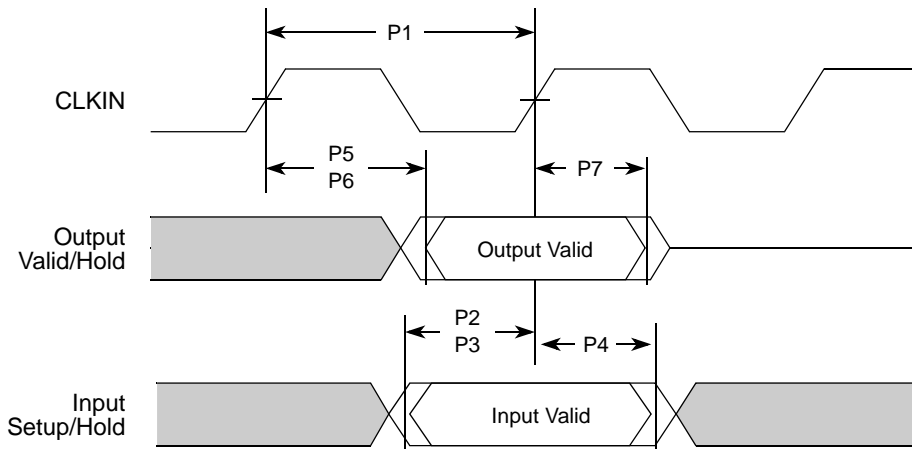 P1
CLKIN
P5
P6
P7
Output
Valid/Hold
Output Valid
P2
P3
P4
Input
Setup/Hold
Input Valid